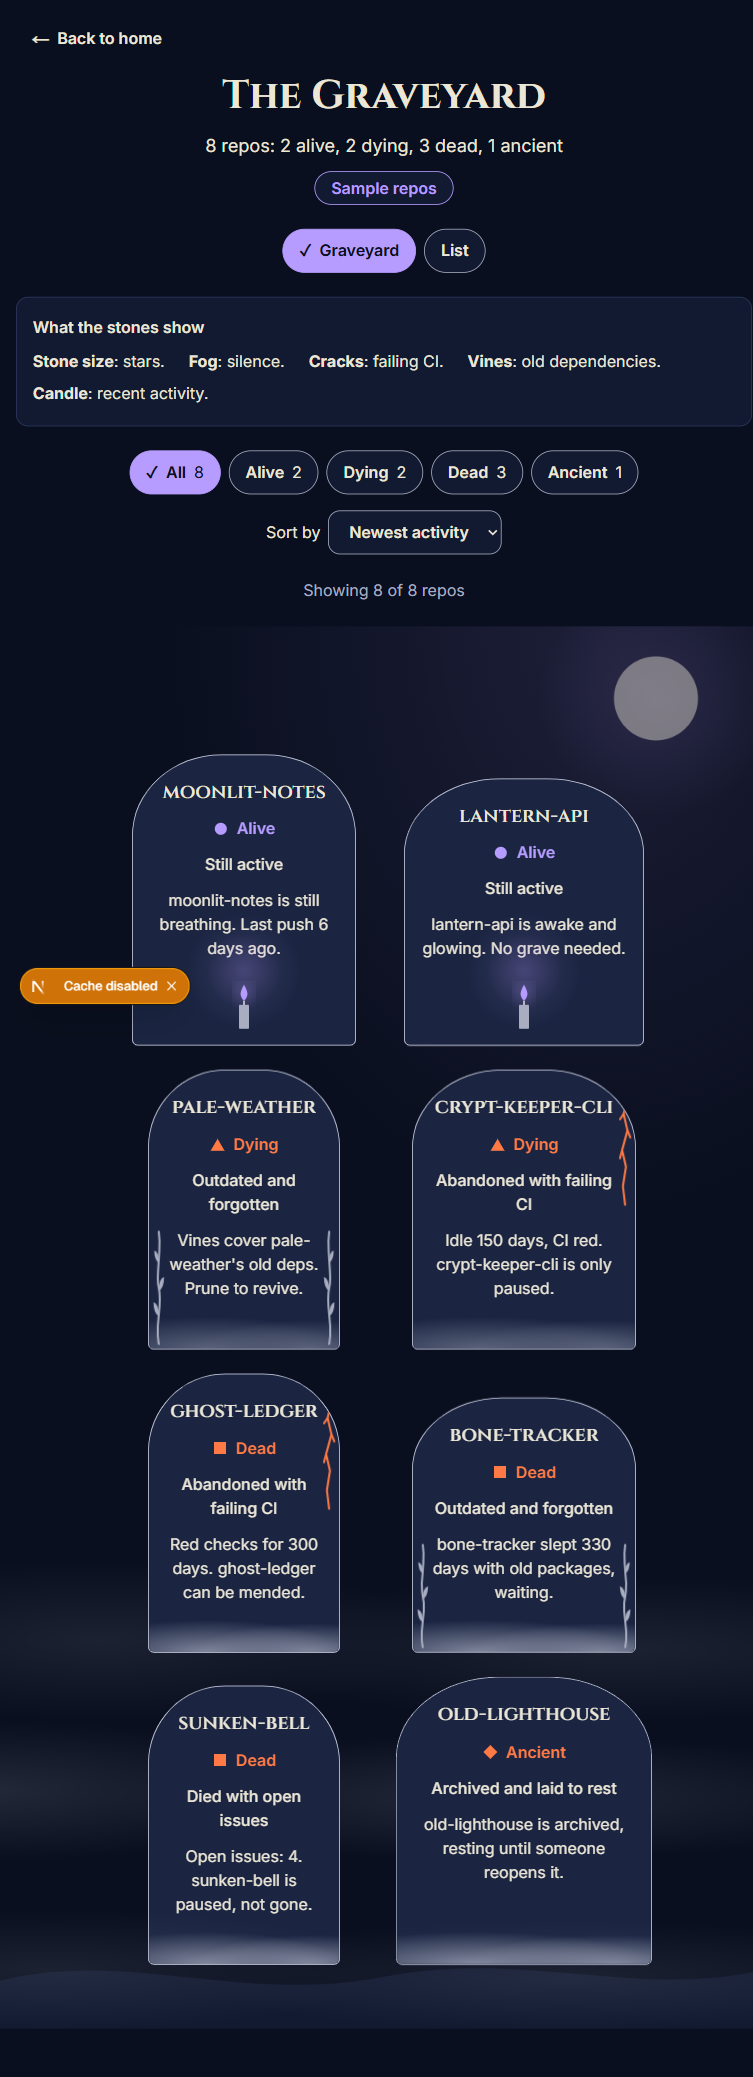 ← Back to home
The Graveyard
8 repos: 2 alive, 2 dying, 3 dead, 1 ancient
Sample repos
✓ Graveyard List
What the stones show
Stone size: stars. Fog: silence. Cracks: failing CI. Vines: old dependencies.
Candle: recent activity.
✓ All 8 Alive 2 Dying 2 Dead 3 Ancient 1
Sort by Newest activity
Showing 8 of 8 repos
moonlit-notes
Alive
Still active
moonlit-notes is still
breathing. Last push 6
days ago.
lantern-api
Alive
Still active
lantern-api is awake and
glowing. No grave needed.
N Cache disabled ×
pale-weather
Dying
Outdated and
forgotten
Vines cover pale-
weather's old deps.
Prune to revive.
crypt-keeper-cli
Dying
Abandoned with failing
CI
Idle 150 days, CI red.
crypt-keeper-cli is only
paused.
ghost-ledger
Dead
Abandoned with
failing CI
Red checks for 300
days. ghost-ledger
can be mended.
bone-tracker
Dead
Outdated and forgotten
bone-tracker slept 330
days with old packages,
waiting.
sunken-bell
Dead
Died with open
issues
Open issues: 4.
sunken-bell is
paused, not gone.
old-lighthouse
Ancient
Archived and laid to rest
old-lighthouse is archived,
resting until someone
reopens it.